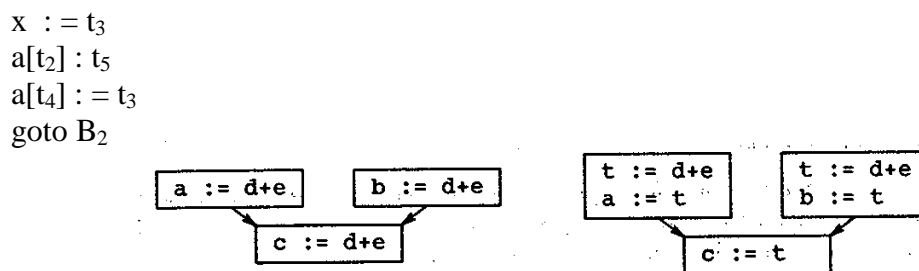 x := t₃
a[t₂] : t₅
a[t₄] : = t₃
goto B₂
a := d+e
b := d+e
c := d+e
t := d+e
a := t
t := d+e
b := t
c := t